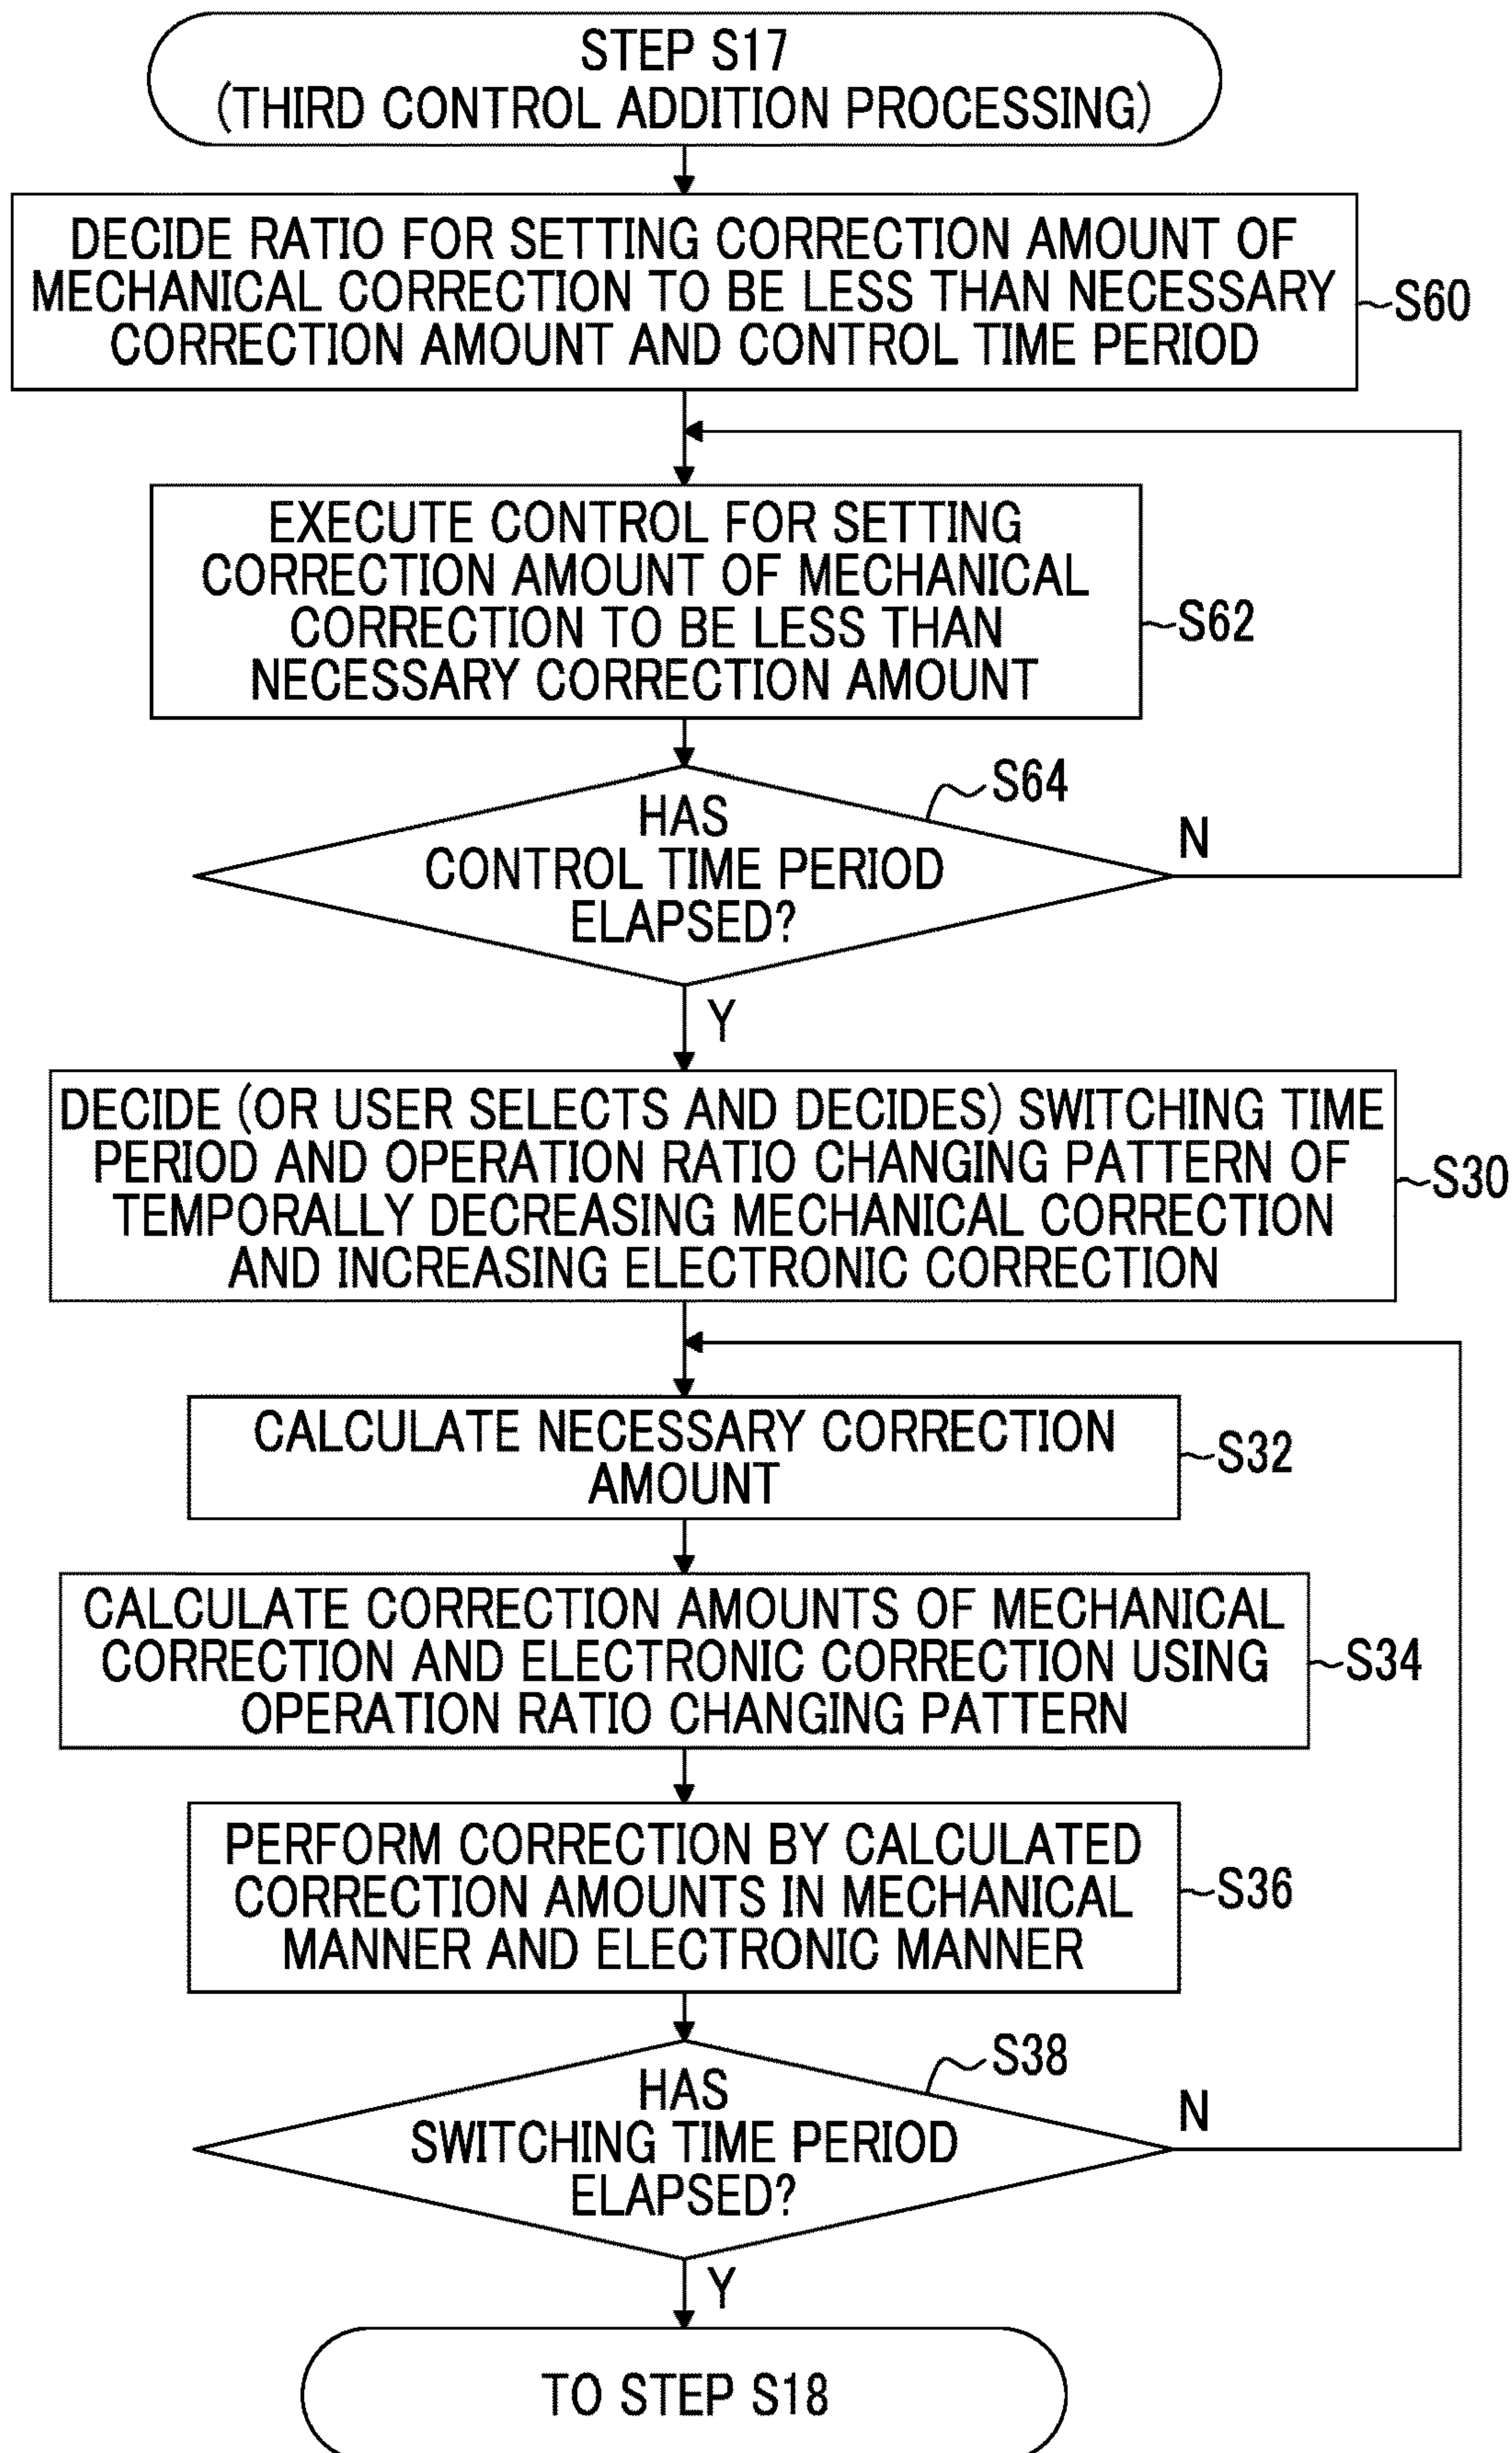 STEP S17
(THIRD CONTROL ADDITION PROCESSING)
DECIDE RATIO FOR SETTING CORRECTION AMOUNT OF
MECHANICAL CORRECTION TO BE LESS THAN NECESSARY
CORRECTION AMOUNT AND CONTROL TIME PERIOD
S60
EXECUTE CONTROL FOR SETTING
CORRECTION AMOUNT OF MECHANICAL
CORRECTION TO BE LESS THAN
NECESSARY CORRECTION AMOUNT
S62
S64
HAS
CONTROL TIME PERIOD
ELAPSED?
N
Y
DECIDE (OR USER SELECTS AND DECIDES) SWITCHING TIME
PERIOD AND OPERATION RATIO CHANGING PATTERN OF
TEMPORALLY DECREASING MECHANICAL CORRECTION
AND INCREASING ELECTRONIC CORRECTION
S30
CALCULATE NECESSARY CORRECTION
AMOUNT
S32
CALCULATE CORRECTION AMOUNTS OF MECHANICAL
CORRECTION AND ELECTRONIC CORRECTION USING
OPERATION RATIO CHANGING PATTERN
S34
PERFORM CORRECTION BY CALCULATED
CORRECTION AMOUNTS IN MECHANICAL
MANNER AND ELECTRONIC MANNER
S36
S38
HAS
SWITCHING TIME PERIOD
ELAPSED?
N
Y
TO STEP S18